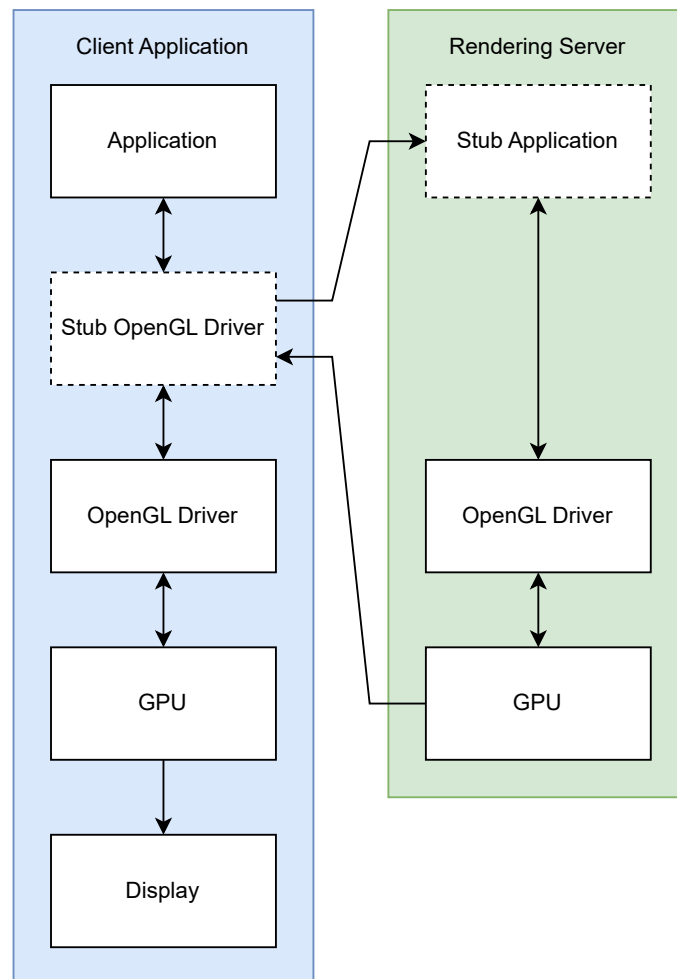 Client Application
Application
Stub OpenGL Driver
OpenGL Driver
GPU
Display
Rendering Server
Stub Application
OpenGL Driver
GPU